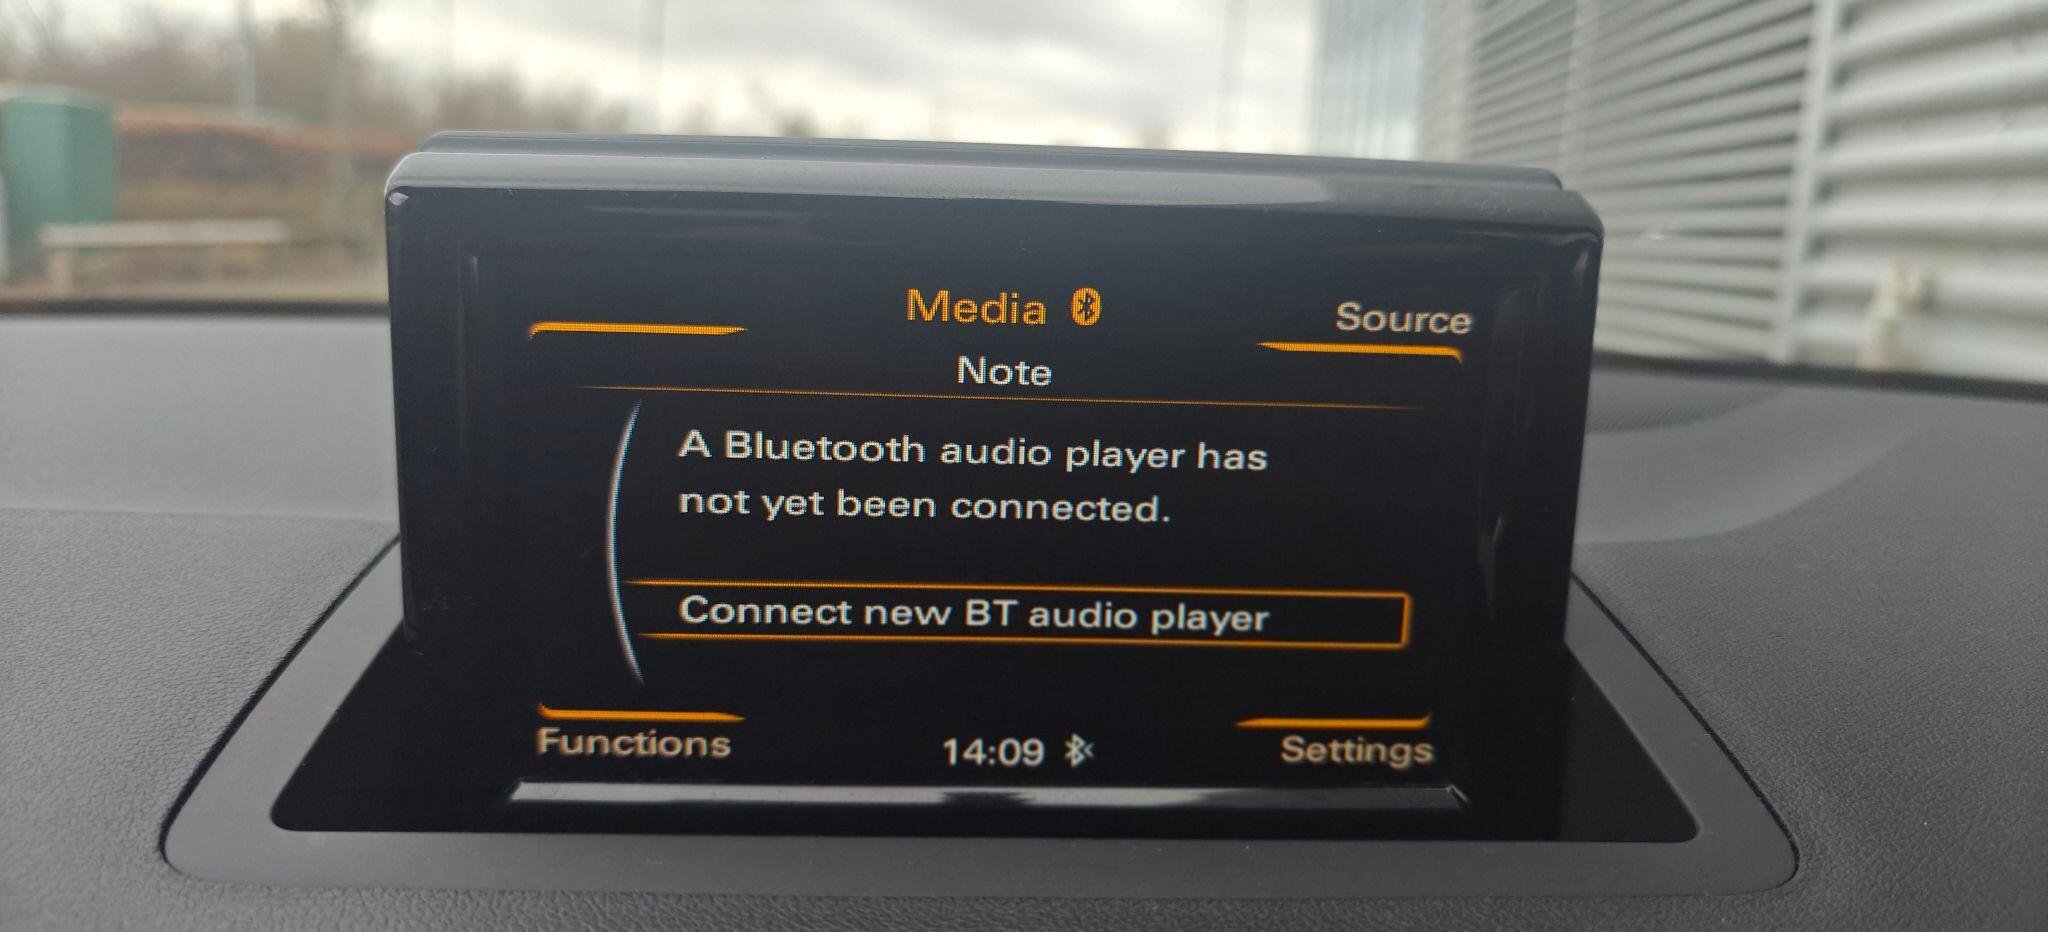 Media
Source
Note
A Bluetooth audio player has
not yet been connected.
Connect new BT audio player
Functions
14:09
Settings